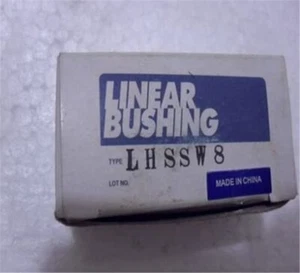 LINEAR
BUSHING
TYPE LHSSW8
LOT NO.
MADE IN CHINA